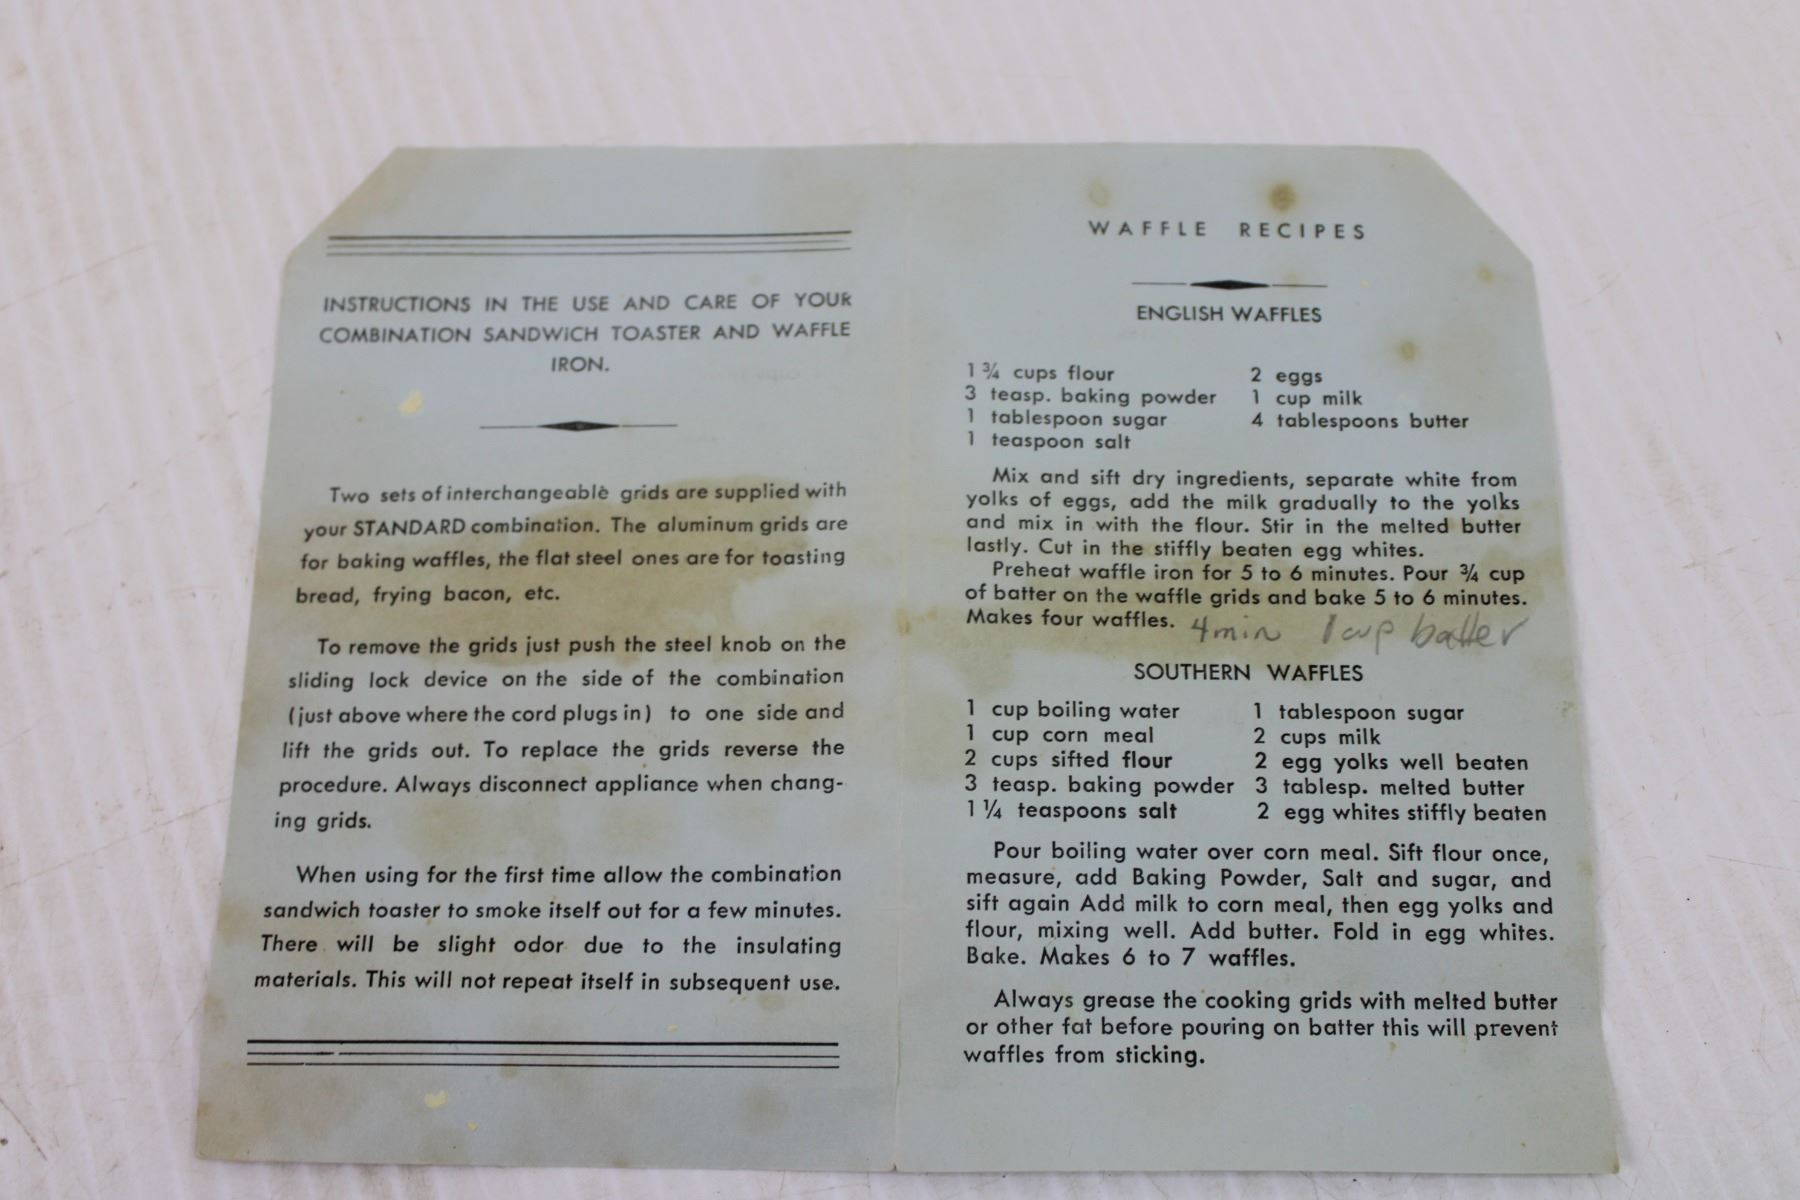 INSTRUCTIONS IN THE USE AND CARE OF YOUR
COMBINATION SANDWICH TOASTER AND WAFFLE
IRON.
Two sets of interchangeable grids are supplied with
your STANDARD combination. The aluminum grids are
for baking waffles, the flat steel ones are for toasting
bread, frying bacon, etc.
To remove the grids just push the steel knob on the
sliding lock device on the side of the combination
(just above where the cord plugs in) to one side and
lift the grids out. To replace the grids reverse the
procedure. Always disconnect appliance when chang-
ing grids.
When using for the first time allow the combination
sandwich toaster to smoke itself out for a few minutes.
There will be slight odor due to the insulating
materials. This will not repeat itself in subsequent use.
WAFFLE RECIPES
ENGLISH WAFFLES
1 ¾ cups flour 2 eggs
3 teasp. baking powder 1 cup milk
1 tablespoon sugar 4 tablespoons butter
1 teaspoon salt
Mix and sift dry ingredients, separate white from
yolks of eggs, add the milk gradually to the yolks
and mix in with the flour. Stir in the melted butter
lastly. Cut in the stiffly beaten egg whites.
Preheat waffle iron for 5 to 6 minutes. Pour ¾ cup
of batter on the waffle grids and bake 5 to 6 minutes.
Makes four waffles. 4 min 1 cup batter
SOUTHERN WAFFLES
1 cup boiling water 1 tablespoon sugar
1 cup corn meal 2 cups milk
2 cups sifted flour 2 egg yolks well beaten
3 teasp. baking powder 3 tablesp. melted butter
1 ¼ teaspoons salt 2 egg whites stiffly beaten
Pour boiling water over corn meal. Sift flour once,
measure, add Baking Powder, Salt and sugar, and
sift again Add milk to corn meal, then egg yolks and
flour, mixing well. Add butter. Fold in egg whites.
Bake. Makes 6 to 7 waffles.
Always grease the cooking grids with melted butter
or other fat before pouring on batter this will prevent
waffles from sticking.